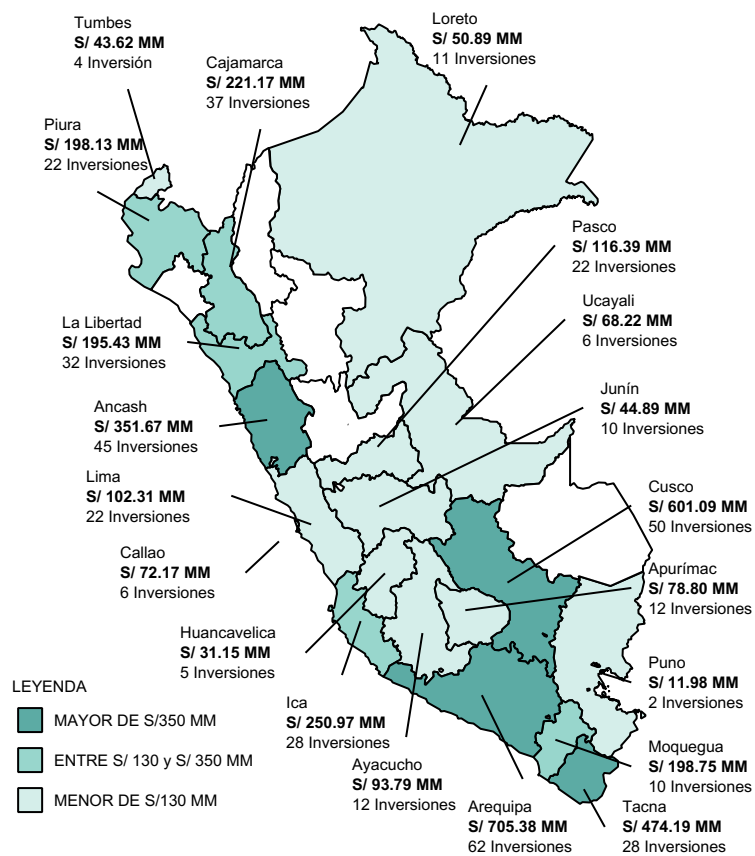 Tumbes
S/ 43.62 MM
4 Inversión
Cajamarca
S/ 221.17 MM
37 Inversiones
Loreto
S/ 50.89 MM
11 Inversiones
Piura
S/ 198.13 MM
22 Inversiones
Pasco
S/ 116.39 MM
22 Inversiones
Ucayali
S/ 68.22 MM
6 Inversiones
La Libertad
S/ 195.43 MM
32 Inversiones
Junín
S/ 44.89 MM
10 Inversiones
Ancash
S/ 351.67 MM
45 Inversiones
Lima
S/ 102.31 MM
22 Inversiones
Cusco
S/ 601.09 MM
50 Inversiones
Callao
S/ 72.17 MM
6 Inversiones
Apurímac
S/ 78.80 MM
12 Inversiones
Huancavelica
S/ 31.15 MM
5 Inversiones
Puno
S/ 11.98 MM
2 Inversiones
Ica
S/ 250.97 MM
28 Inversiones
Moquegua
S/ 198.75 MM
10 Inversiones
Ayacucho
S/ 93.79 MM
12 Inversiones
Arequipa
S/ 705.38 MM
62 Inversiones
Tacna
S/ 474.19 MM
28 Inversiones
LEYENDA
MAYOR DE S/350 MM
ENTRE S/ 130 y S/ 350 MM
MENOR DE S/130 MM